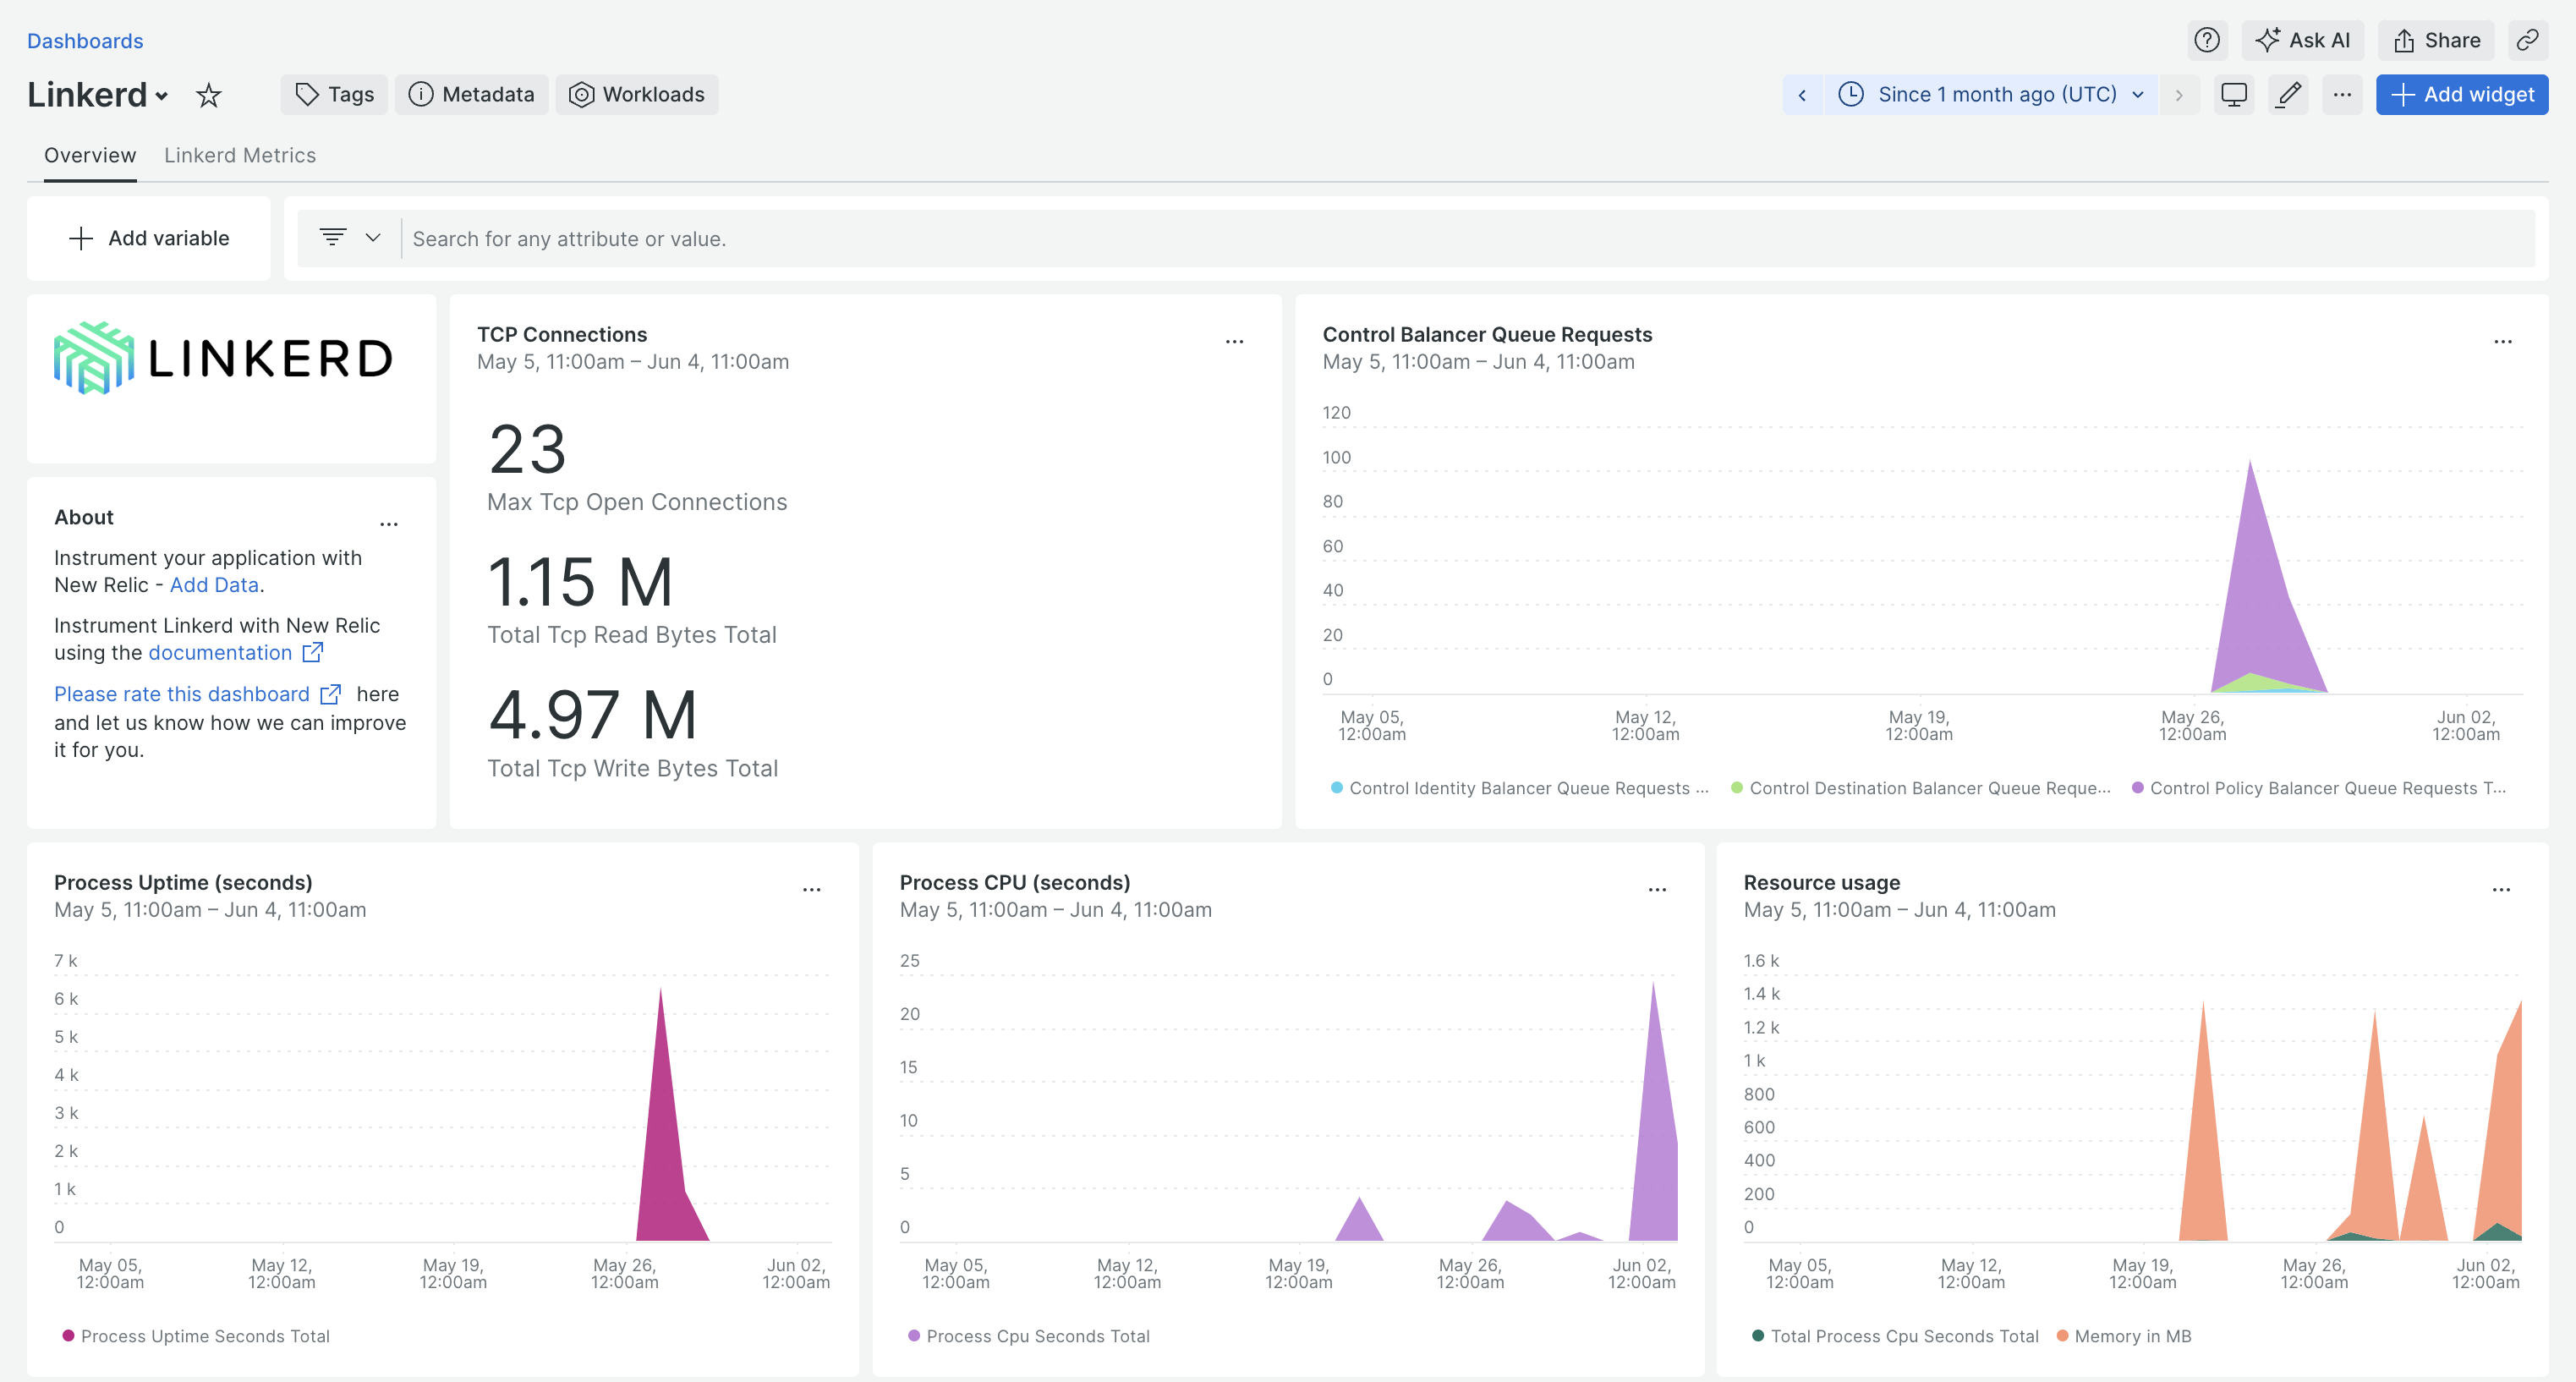 Dashboards
Ask AI
Share
Linkerd
Tags
Metadata
Workloads
Since 1 month ago (UTC)
Add widget
Overview
Linkerd Metrics
Add variable
Search for any attribute or value.
LINKERD
About
Instrument your application with
New Relic - Add Data.
Instrument Linkerd with New Relic
using the documentation
Please rate this dashboard here
and let us know how we can improve
it for you.
TCP Connections
May 5, 11:00am – Jun 4, 11:00am
23
Max Tcp Open Connections
1.15 M
Total Tcp Read Bytes Total
4.97 M
Total Tcp Write Bytes Total
Control Balancer Queue Requests
May 5, 11:00am – Jun 4, 11:00am
120
100
80
60
40
20
0
May 05,
12:00am
May 12,
12:00am
May 19,
12:00am
May 26,
12:00am
Jun 02,
12:00am
Control Identity Balancer Queue Requests ...
Control Destination Balancer Queue Reque...
Control Policy Balancer Queue Requests T...
Process Uptime (seconds)
May 5, 11:00am – Jun 4, 11:00am
7 k
6 k
5 k
4 k
3 k
2 k
1 k
0
May 05,
12:00am
May 12,
12:00am
May 19,
12:00am
May 26,
12:00am
Jun 02,
12:00am
Process Uptime Seconds Total
Process CPU (seconds)
May 5, 11:00am – Jun 4, 11:00am
25
20
15
10
5
0
May 05,
12:00am
May 12,
12:00am
May 19,
12:00am
May 26,
12:00am
Jun 02,
12:00am
Process Cpu Seconds Total
Resource usage
May 5, 11:00am – Jun 4, 11:00am
1.6 k
1.4 k
1.2 k
1 k
800
600
400
200
0
May 05,
12:00am
May 12,
12:00am
May 19,
12:00am
May 26,
12:00am
Jun 02,
12:00am
Total Process Cpu Seconds Total
Memory in MB